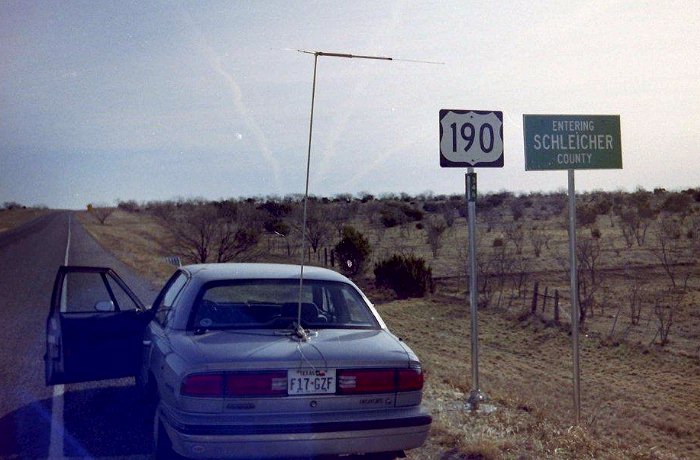 190
ENTERING
SCHLEICHER
COUNTY
TEXAS
F17-GZF